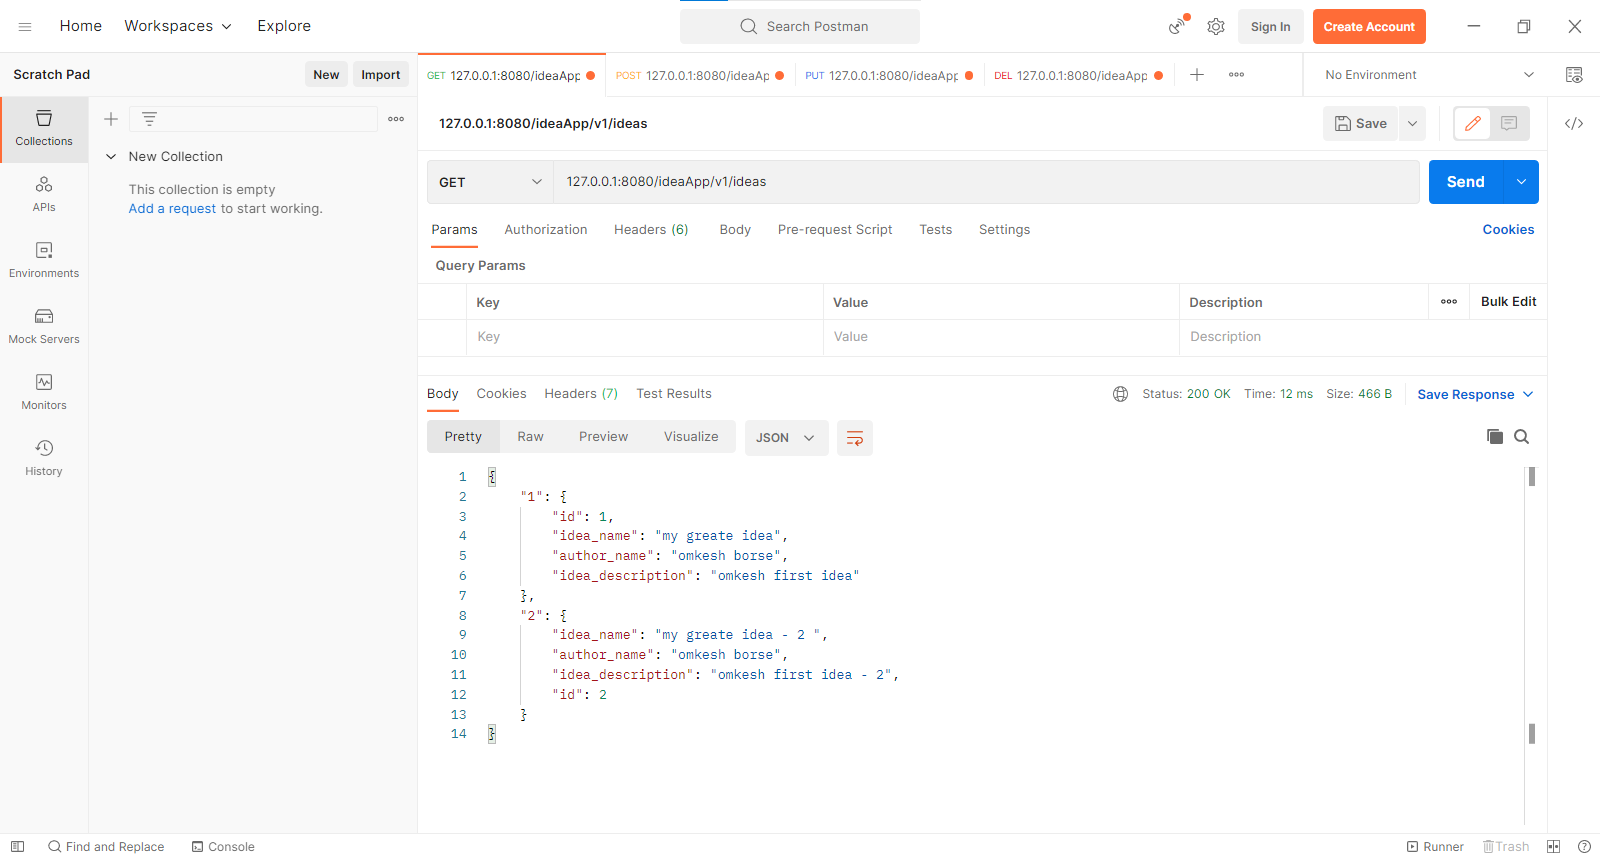 Home Workspaces Explore Search Postman Sign In Create Account
Scratch Pad New Import GET 127.0.0.1:8080/ideaApp POST 127.0.0.1:8080/ideaAp PUT 127.0.0.1:8080/ideaApp DEL 127.0.0.1:8080/ideaApp No Environment
Collections
APIs
Environments
Mock Servers
Monitors
History
New Collection
This collection is empty
Add a request to start working.
127.0.0.1:8080/ideaApp/v1/ideas Save
GET 127.0.0.1:8080/ideaApp/v1/ideas Send
Params Authorization Headers (6) Body Pre-request Script Tests Settings Cookies
Query Params
Key Value Description Bulk Edit
Key Value Description
Body Cookies Headers (7) Test Results Status: 200 OK Time: 12 ms Size: 466 B Save Response
Pretty Raw Preview Visualize JSON
1 {
2 "1": {
3 "id": 1,
4 "idea_name": "my greate idea",
5 "author_name": "omkesh borse",
6 "idea_description": "omkesh first idea"
7 },
8 "2": {
9 "idea_name": "my greate idea - 2 ",
10 "author_name": "omkesh borse",
11 "idea_description": "omkesh first idea - 2",
12 "id": 2
13 }
14 }
Find and Replace Console Runner Trash